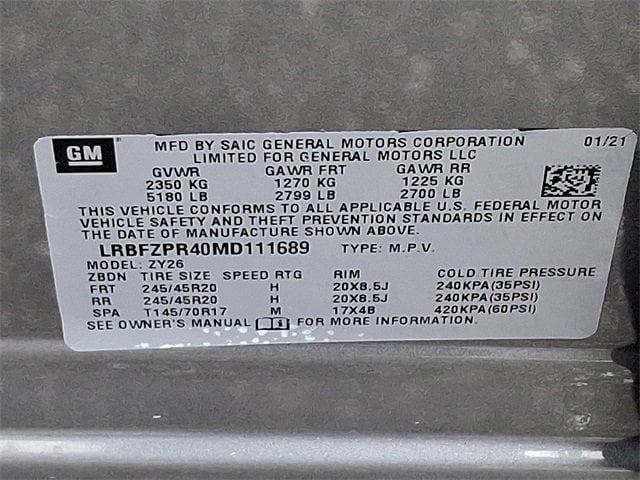 GM
MFD BY SAIC GENERAL MOTORS CORPORATION 01/21
LIMITED FOR GENERAL MOTORS LLC
GVWR GAWR FRT GAWR RR
2350 KG 1270 KG 1225 KG
5180 LB 2799 LB 2700 LB
THIS VEHICLE CONFORMS TO ALL APPLICABLE U.S. FEDERAL MOTOR
VEHICLE SAFETY AND THEFT PREVENTION STANDARDS IN EFFECT ON
THE DATE OF MANUFACTURE SHOWN ABOVE.
LRBFZPR40MD111689 TYPE: M.P.V.
MODEL: ZY26
ZBDN TIRE SIZE SPEED RTG RIM COLD TIRE PRESSURE
FRT 245/45R20 H 20X8.5J 240KPA(35PSI)
RR 245/45R20 H 20X8.5J 240KPA(35PSI)
SPA T145/70R17 M 17X4B 420KPA(60PSI)
SEE OWNER'S MANUAL FOR MORE INFORMATION.